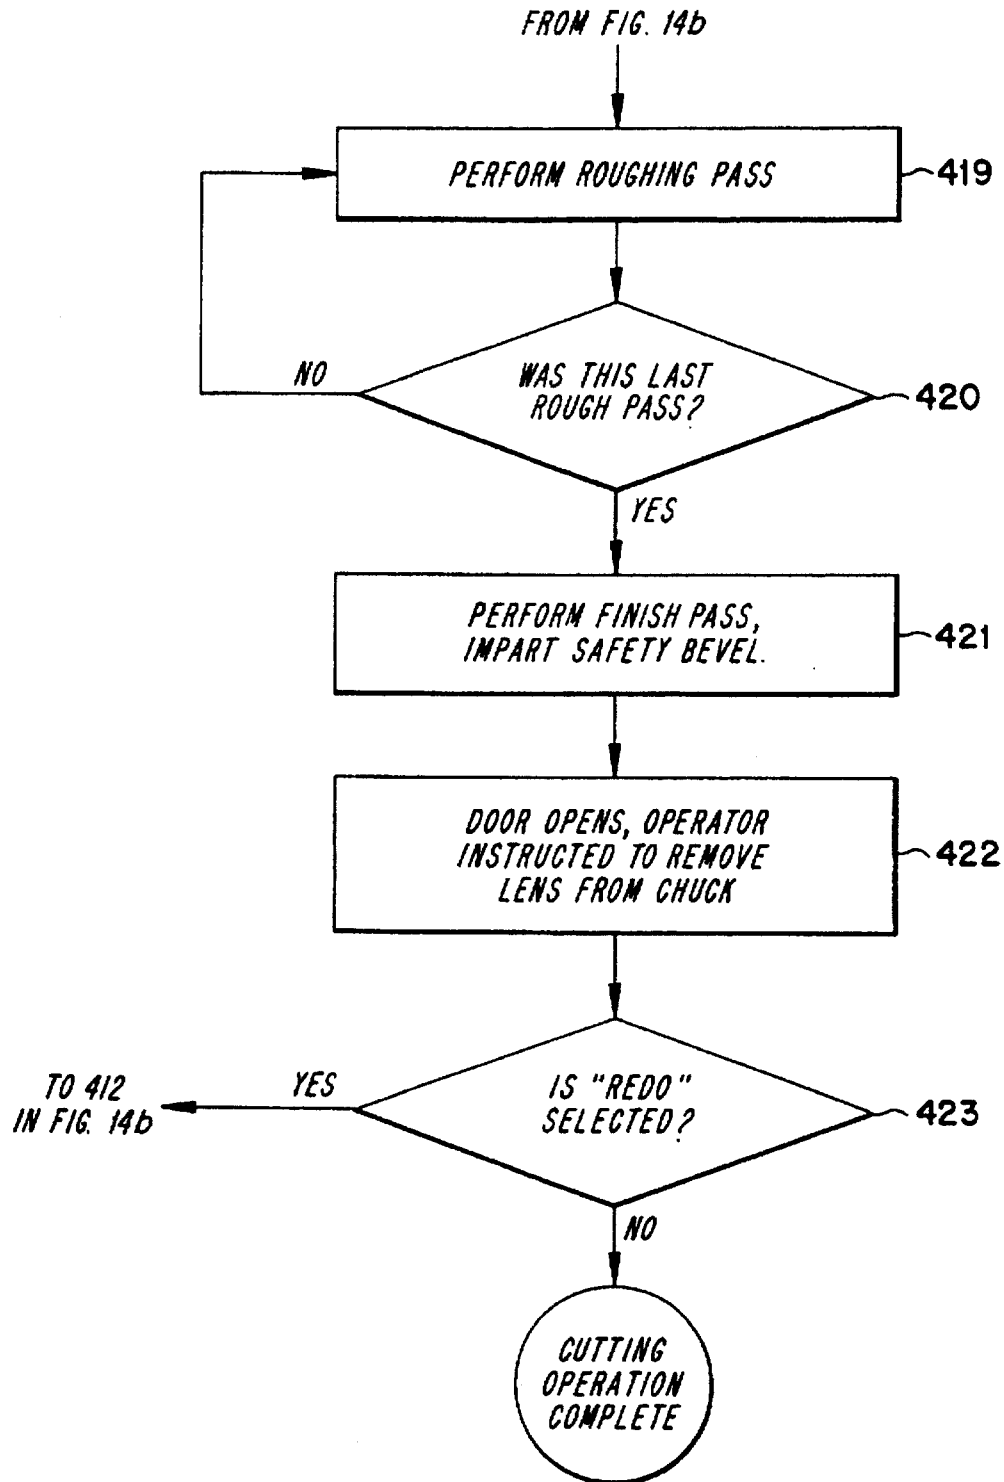 FROM FIG. 14b
PERFORM ROUGHING PASS
419
NO
WAS THIS LAST
ROUGH PASS?
420
YES
PERFORM FINISH PASS,
IMPART SAFETY BEVEL.
421
DOOR OPENS, OPERATOR
INSTRUCTED TO REMOVE
LENS FROM CHUCK
422
TO 412
IN FIG. 14b
YES
IS "REDO"
SELECTED?
423
NO
CUTTING
OPERATION
COMPLETE